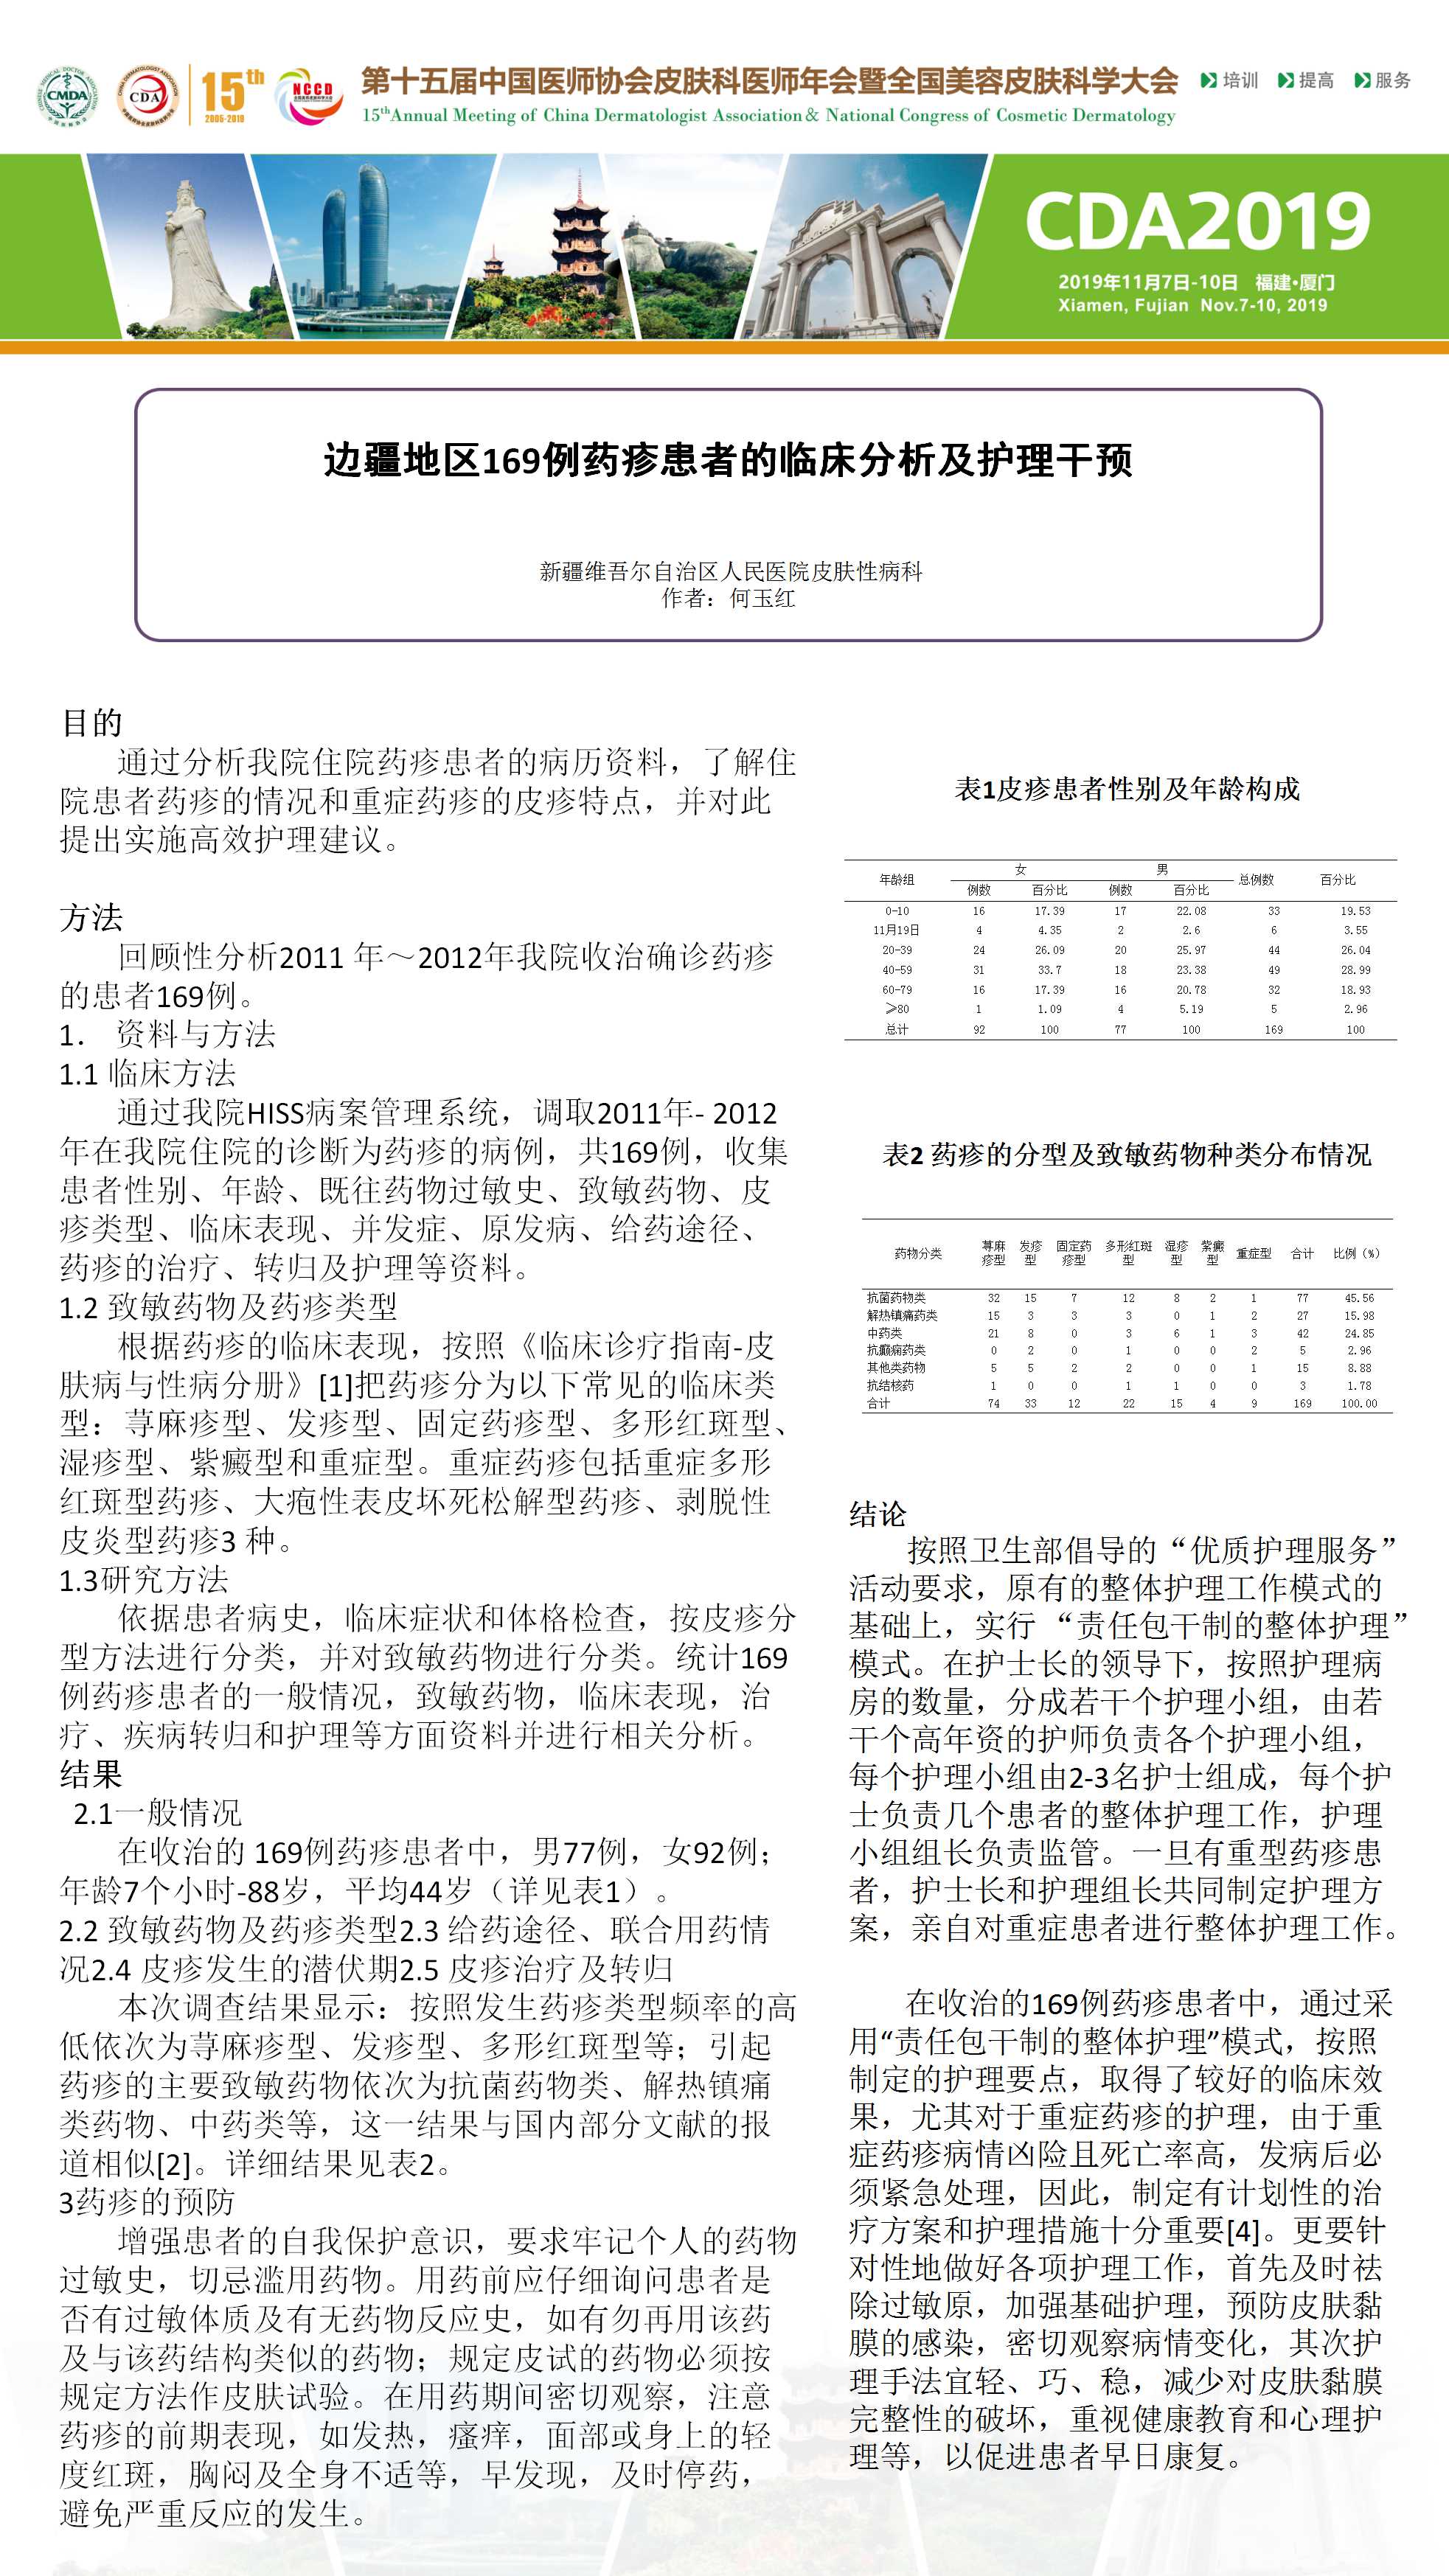 CMDA
CDA
15th
2005-2019
NCCD
第十五届中国医师协会皮肤科医师年会暨全国美容皮肤科学大会
15thAnnual Meeting of China Dermatologist Association & National Congress of Cosmetic Dermatology
培训 提高 服务
CDA2019
2019年11月7日-10日 福建•厦门
Xiamen, Fujian Nov.7-10, 2019
边疆地区169例药疹患者的临床分析及护理干预
新疆维吾尔自治区人民医院皮肤性病科
作者：何玉红
目的
通过分析我院住院药疹患者的病历资料，了解住
院患者药疹的情况和重症药疹的皮疹特点，并对此
提出实施高效护理建议。
方法
回顾性分析2011 年～2012年我院收治确诊药疹
的患者169例。
1. 资料与方法
1.1 临床方法
通过我院HISS病案管理系统，调取2011年- 2012
年在我院住院的诊断为药疹的病例，共169例，收集
患者性别、年龄、既往药物过敏史、致敏药物、皮
疹类型、临床表现、并发症、原发病、给药途径、
药疹的治疗、转归及护理等资料。
1.2 致敏药物及药疹类型
根据药疹的临床表现，按照《临床诊疗指南-皮
肤病与性病分册》[1]把药疹分为以下常见的临床类
型：荨麻疹型、发疹型、固定药疹型、多形红斑型、
湿疹型、紫癜型和重症型。重症药疹包括重症多形
红斑型药疹、大疱性表皮坏死松解型药疹、剥脱性
皮炎型药疹3 种。
1.3研究方法
依据患者病史，临床症状和体格检查，按皮疹分
型方法进行分类，并对致敏药物进行分类。统计169
例药疹患者的一般情况，致敏药物，临床表现，治
疗、疾病转归和护理等方面资料并进行相关分析。
结果
2.1一般情况
在收治的 169例药疹患者中，男77例，女92例；
年龄7个小时-88岁，平均44岁（详见表1）。
2.2 致敏药物及药疹类型2.3 给药途径、联合用药情
况2.4 皮疹发生的潜伏期2.5 皮疹治疗及转归
本次调查结果显示：按照发生药疹类型频率的高
低依次为荨麻疹型、发疹型、多形红斑型等；引起
药疹的主要致敏药物依次为抗菌药物类、解热镇痛
类药物、中药类等，这一结果与国内部分文献的报
道相似[2]。详细结果见表2。
3药疹的预防
增强患者的自我保护意识，要求牢记个人的药物
过敏史，切忌滥用药物。用药前应仔细询问患者是
否有过敏体质及有无药物反应史，如有勿再用该药
及与该药结构类似的药物；规定皮试的药物必须按
规定方法作皮肤试验。在用药期间密切观察，注意
药疹的前期表现，如发热，瘙痒，面部或身上的轻
度红斑，胸闷及全身不适等，早发现，及时停药，
避免严重反应的发生。
表1皮疹患者性别及年龄构成
年龄组 女 男 总例数 百分比
例数 百分比 例数 百分比
0-10 16 17.39 17 22.08 33 19.53
11月19日 4 4.35 2 2.6 6 3.55
20-39 24 26.09 20 25.97 44 26.04
40-59 31 33.7 18 23.38 49 28.99
60-79 16 17.39 16 20.78 32 18.93
≥80 1 1.09 4 5.19 5 2.96
总计 92 100 77 100 169 100
表2 药疹的分型及致敏药物种类分布情况
药物分类 荨麻疹型 发疹型 固定药疹型 多形红斑型 湿疹型 紫癜型 重症型 合计 比例（%）
抗菌药物类 32 15 7 12 8 2 1 77 45.56
解热镇痛药类 15 3 3 3 0 1 2 27 15.98
中药类 21 8 0 3 6 1 3 42 24.85
抗癫痫药类 0 2 0 1 0 0 2 5 2.96
其他类药物 5 5 2 2 0 0 1 15 8.88
抗结核药 1 0 0 1 1 0 0 3 1.78
合计 74 33 12 22 15 4 9 169 100.00
结论
按照卫生部倡导的“优质护理服务”
活动要求，原有的整体护理工作模式的
基础上，实行 “责任包干制的整体护理”
模式。在护士长的领导下，按照护理病
房的数量，分成若干个护理小组，由若
干个高年资的护师负责各个护理小组，
每个护理小组由2-3名护士组成，每个护
士负责几个患者的整体护理工作，护理
小组组长负责监管。一旦有重型药疹患
者，护士长和护理组长共同制定护理方
案，亲自对重症患者进行整体护理工作。
在收治的169例药疹患者中，通过采
用“责任包干制的整体护理”模式，按照
制定的护理要点，取得了较好的临床效
果，尤其对于重症药疹的护理，由于重
症药疹病情凶险且死亡率高，发病后必
须紧急处理，因此，制定有计划性的治
疗方案和护理措施十分重要[4]。更要针
对性地做好各项护理工作，首先及时祛
除过敏原，加强基础护理，预防皮肤黏
膜的感染，密切观察病情变化，其次护
理手法宜轻、巧、稳，减少对皮肤黏膜
完整性的破坏，重视健康教育和心理护
理等，以促进患者早日康复。